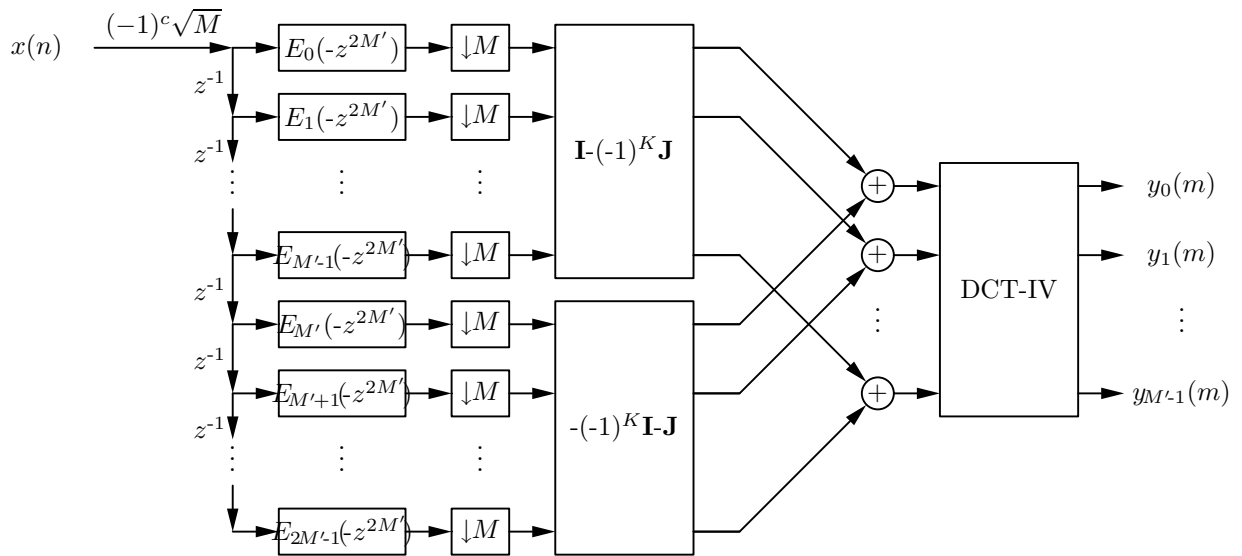 (-1)^c √M
x(n)
z^-1
E_0(-z^{2M′})
↓M
z^-1
E_1(-z^{2M′})
↓M
⋮
⋮
⋮
I-(-1)^K J
z^-1
E_{M′-1}(-z^{2M′})
↓M
z^-1
E_{M′}(-z^{2M′})
↓M
z^-1
E_{M′+1}(-z^{2M′})
↓M
⋮
⋮
⋮
-(-1)^K I-J
E_{2M′-1}(-z^{2M′})
↓M
+
+
⋮
+
DCT-IV
y_0(m)
y_1(m)
⋮
y_{M′-1}(m)